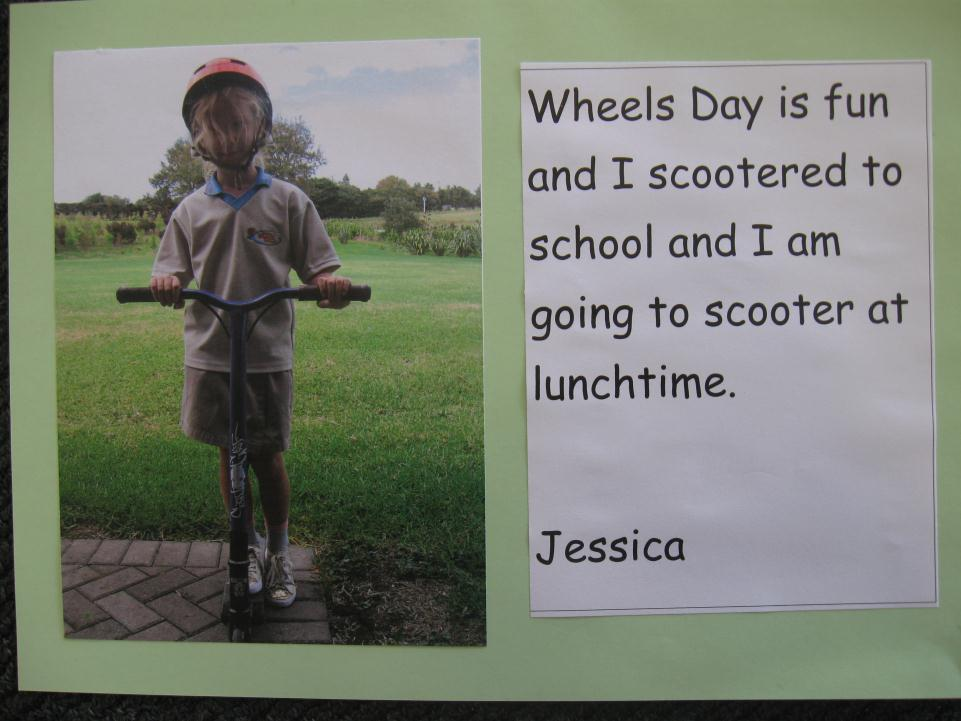 Wheels Day is fun
and I scootered to
school and I am
going to scooter at
lunchtime.
Jessica